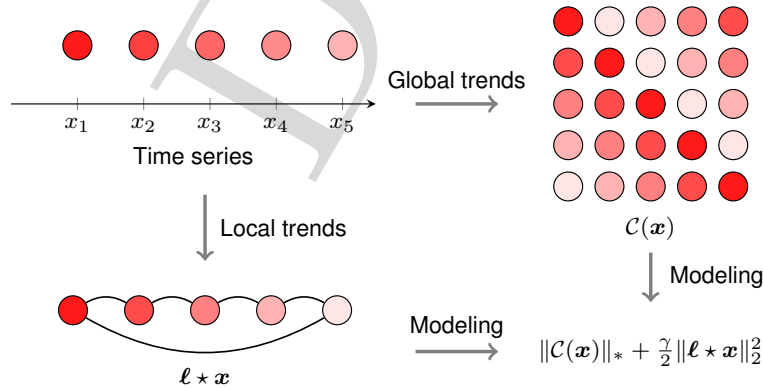 Global trends
x₁ x₂ x₃ x₄ x₅
Time series
𝒞(𝒙)
Local trends
Modeling
Modeling
‖𝒞(𝒙)‖* + γ/2‖ℓ ⋆ 𝒙‖₂²
ℓ ⋆ 𝒙